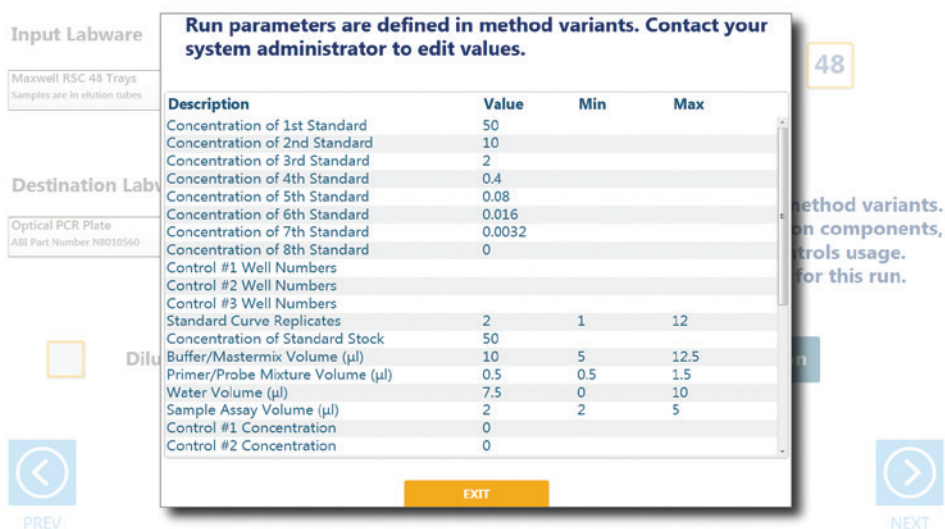 Input Labware
Run parameters are defined in method variants. Contact your
system administrator to edit values.
48
Maxwell RSC 48 Trays
Samples are in elution tubes
Description Value Min Max
Concentration of 1st Standard 50
Concentration of 2nd Standard 10
Concentration of 3rd Standard 2
Concentration of 4th Standard 0.4
Concentration of 5th Standard 0.08
Concentration of 6th Standard 0.016
Concentration of 7th Standard 0.0032
Concentration of 8th Standard 0
Control #1 Well Numbers
Control #2 Well Numbers
Control #3 Well Numbers
Standard Curve Replicates 2 1 12
Concentration of Standard Stock 50
Buffer/Mastermix Volume (µl) 10 5 12.5
Primer/Probe Mixture Volume (µl) 0.5 0.5 1.5
Water Volume (µl) 7.5 0 10
Sample Assay Volume (µl) 2 2 5
Control #1 Concentration 0
Control #2 Concentration 0
EXIT
Destination Labw
Optical PCR Plate
ABI Part Number N8010560
method variants.
on components,
trols usage.
for this run.
Dilu
n
PREV
NEXT